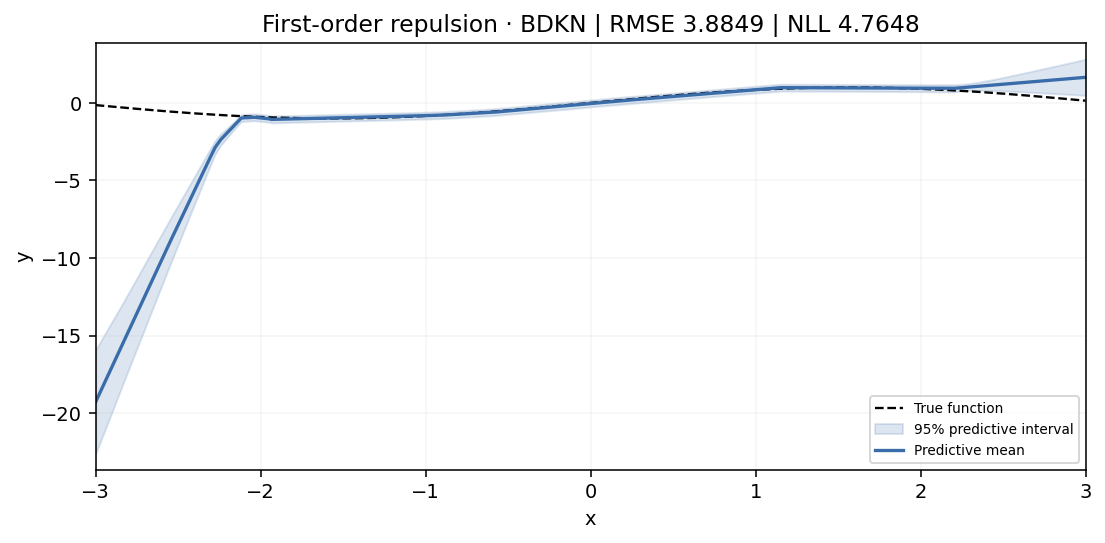 First-order repulsion · BDKN | RMSE 3.8849 | NLL 4.7648
y
0
−5
−10
−15
−20
True function
95% predictive interval
Predictive mean
−3 −2 −1 0 1 2 3
x